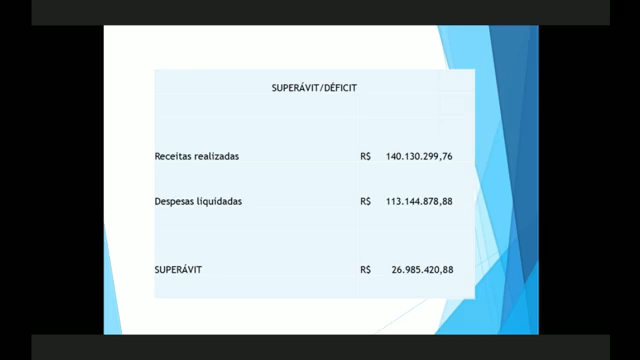 SUPERÁVIT/DÉFICIT
Receitas realizadas R$ 140.130.299,76
Despesas liquidadas R$ 113.144.878,88
SUPERÁVIT R$ 26.985.420,88